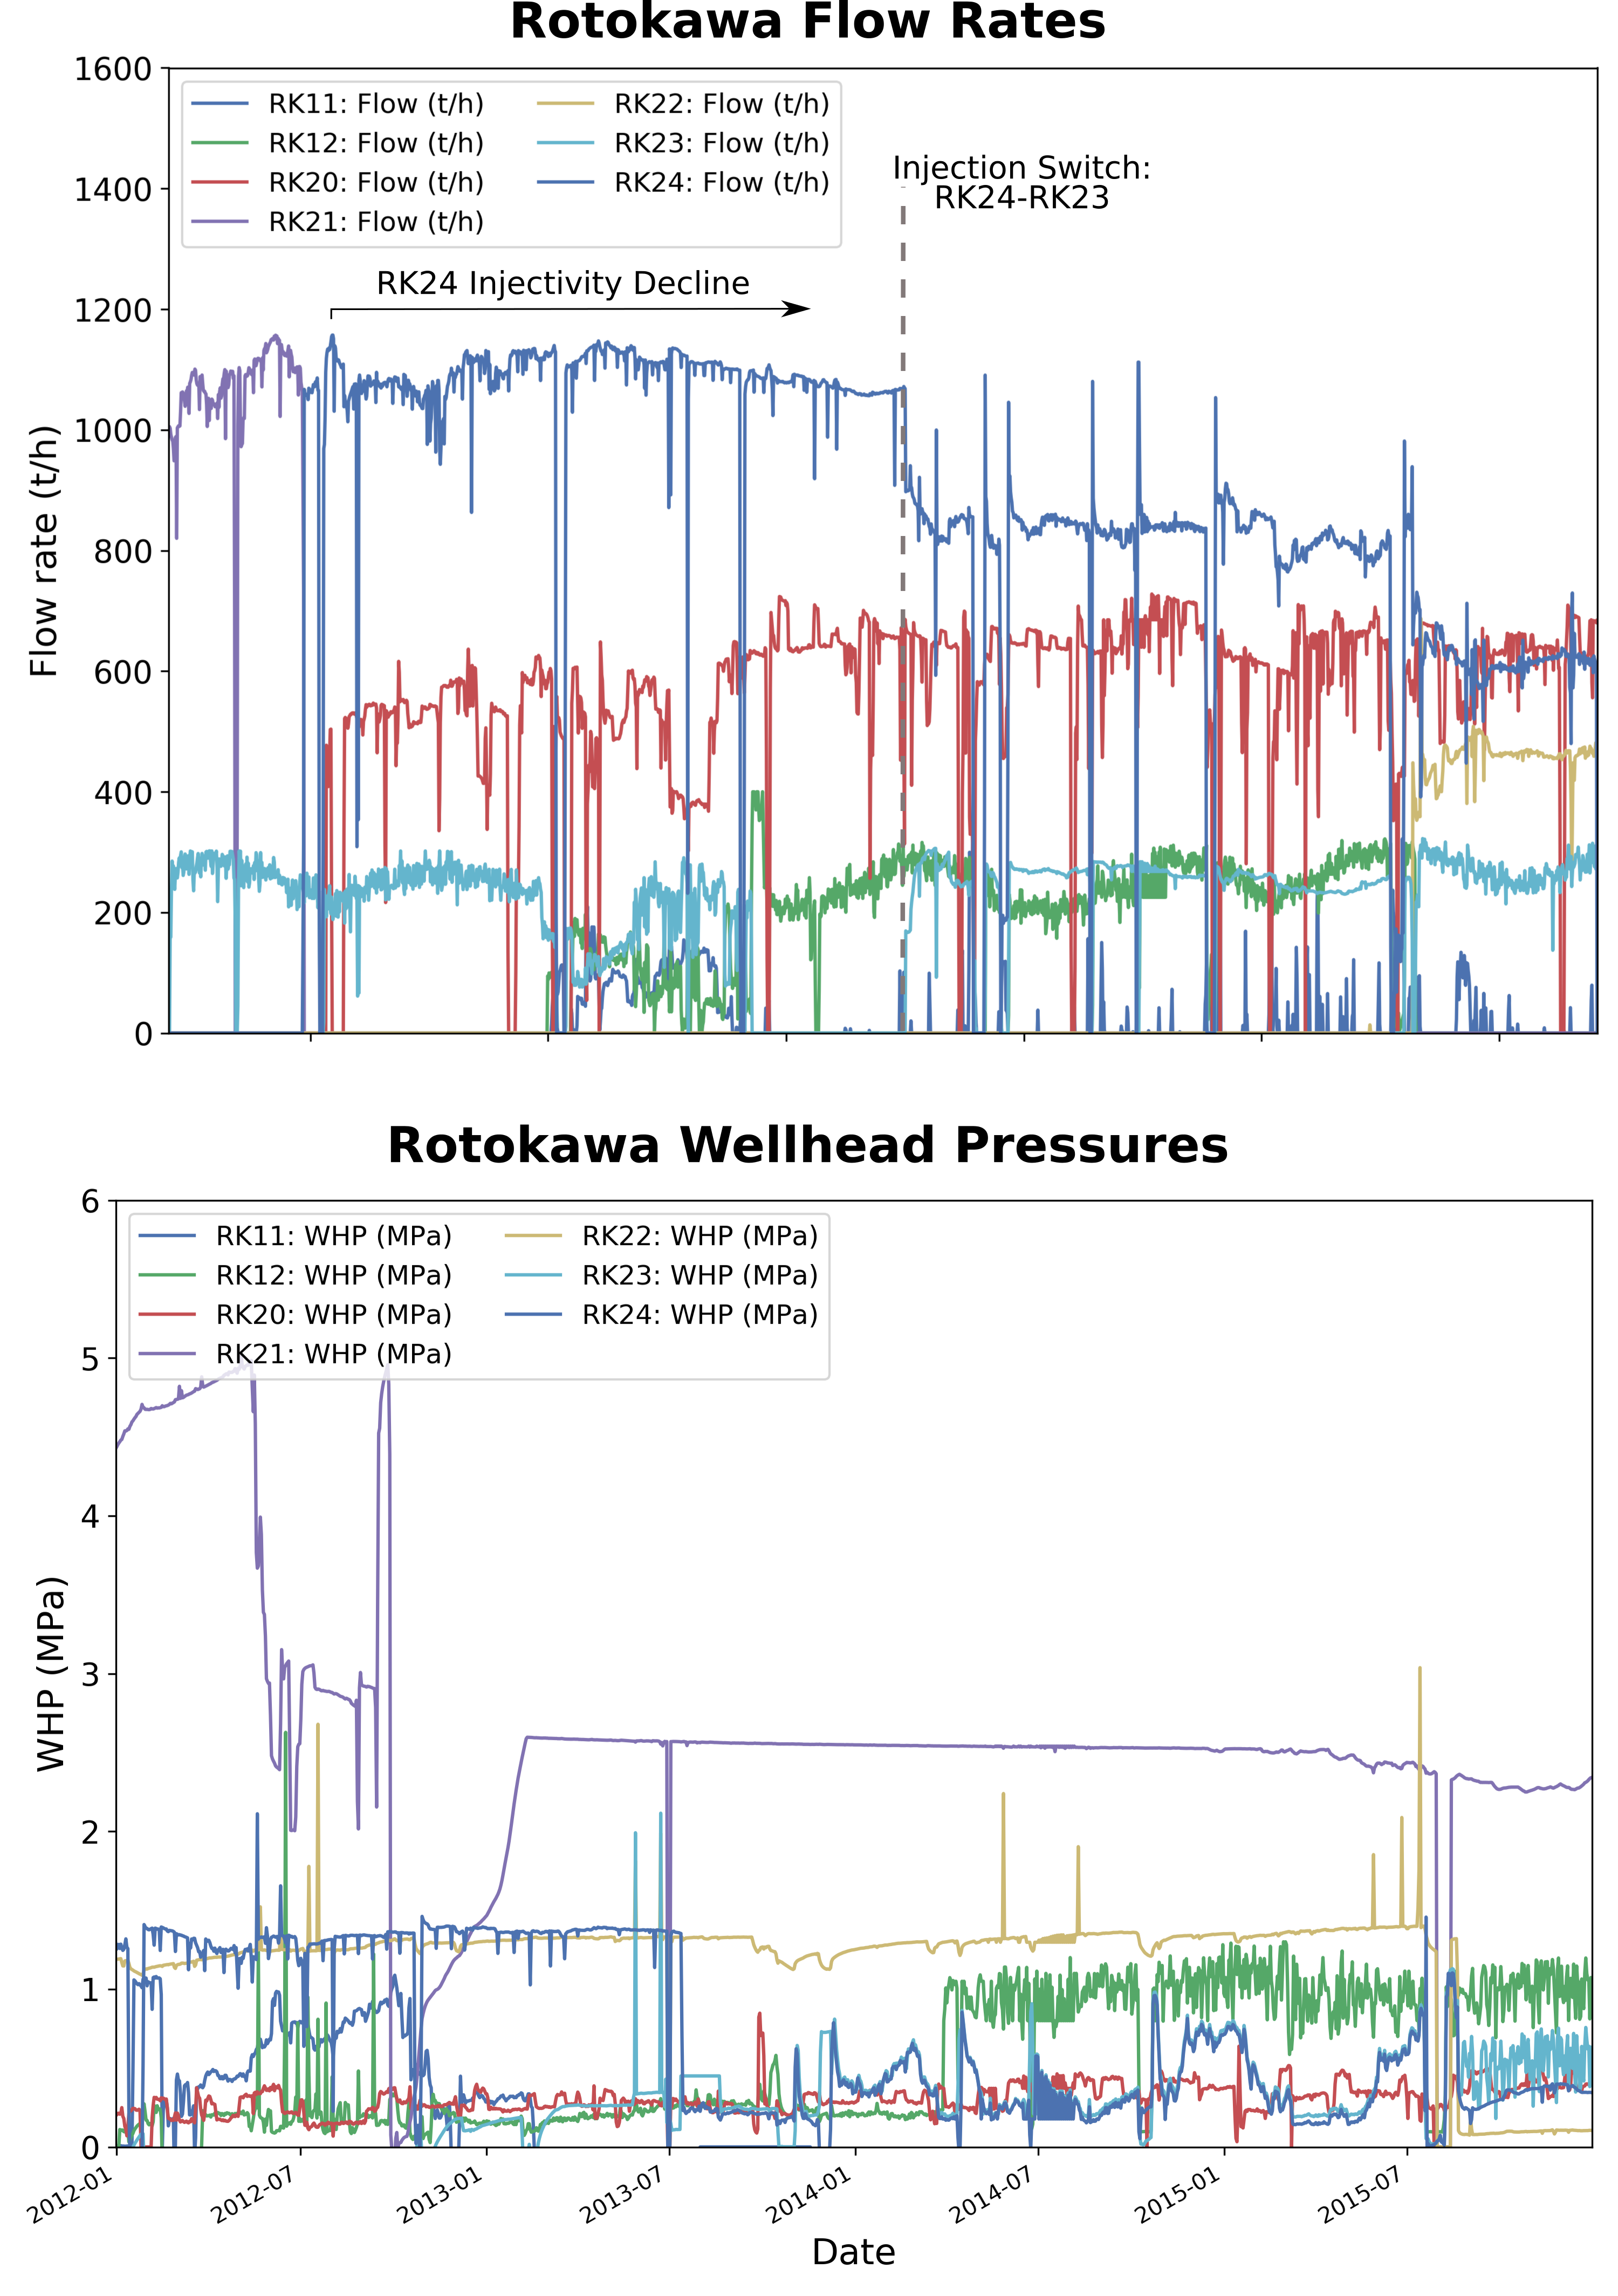 Rotokawa Flow Rates
1600
1400
1200
1000
800
600
400
200
0
Flow rate (t/h)
RK11: Flow (t/h)
RK12: Flow (t/h)
RK20: Flow (t/h)
RK21: Flow (t/h)
RK22: Flow (t/h)
RK23: Flow (t/h)
RK24: Flow (t/h)
Injection Switch:
RK24-RK23
RK24 Injectivity Decline
Rotokawa Wellhead Pressures
6
5
4
3
2
1
0
WHP (MPa)
RK11: WHP (MPa)
RK12: WHP (MPa)
RK20: WHP (MPa)
RK21: WHP (MPa)
RK22: WHP (MPa)
RK23: WHP (MPa)
RK24: WHP (MPa)
2012-01
2012-07
2013-01
2013-07
2014-01
2014-07
2015-01
2015-07
Date